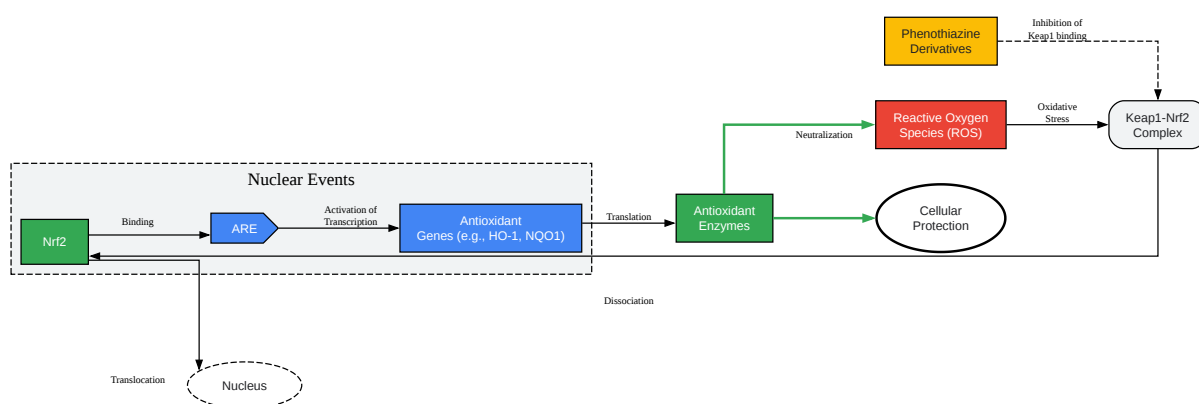 Phenothiazine
Derivatives
Inhibition of
Keap1 binding
Reactive Oxygen
Species (ROS)
Oxidative
Stress
Keap1-Nrf2
Complex
Neutralization
Nuclear Events
Nrf2
Binding
ARE
Activation of
Transcription
Antioxidant
Genes (e.g., HO-1, NQO1)
Translation
Antioxidant
Enzymes
Cellular
Protection
Dissociation
Translocation
Nucleus